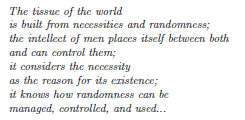 The tissue of the world
is built from necessities and randomness;
the intellect of men places itself between both
and can control them;
it considers the necessity
as the reason for its existence;
it knows how randomness can be
managed, controlled, and used...